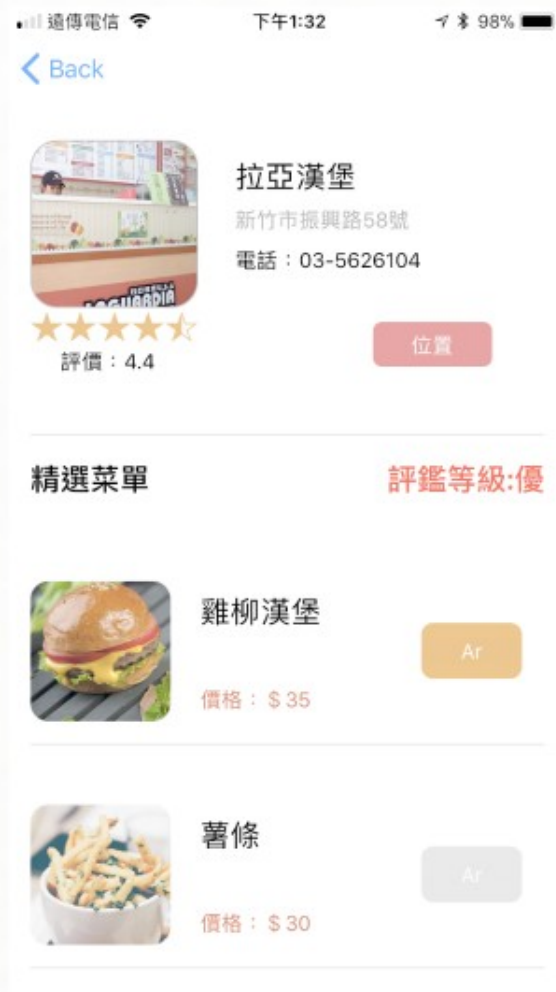 遠傳電信
下午1:32
98%
Back
拉亞漢堡
新竹市振興路58號
電話：03-5626104
LAGUARDIA
評價：4.4
位置
精選菜單
評鑑等級:優
雞柳漢堡
Ar
價格： $ 35
薯條
Ar
價格： $ 30